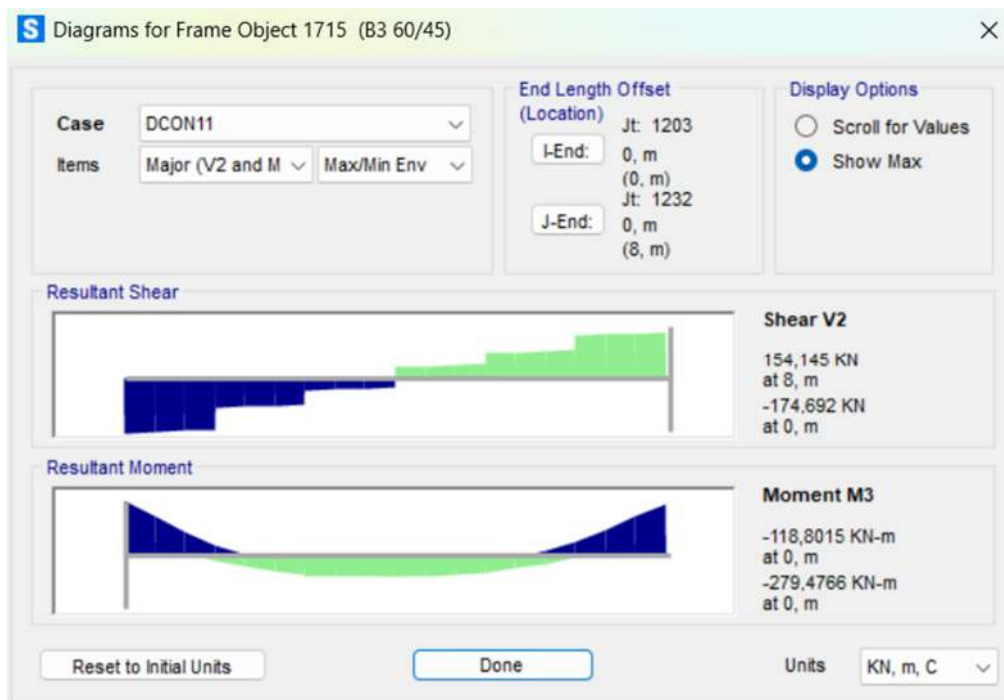 S Diagrams for Frame Object 1715 (B3 60/45)
Case
DCON11
Items
Major (V2 and M
Max/Min Env
End Length Offset
(Location)
I-End:
Jt: 1203
0, m
(0, m)
J-End:
Jt: 1232
0, m
(8, m)
Display Options
Scroll for Values
Show Max
Resultant Shear
Shear V2
154,145 KN
at 8, m
-174,692 KN
at 0, m
Resultant Moment
Moment M3
-118,8015 KN-m
at 0, m
-279,4766 KN-m
at 0, m
Reset to Initial Units
Done
Units
KN, m, C